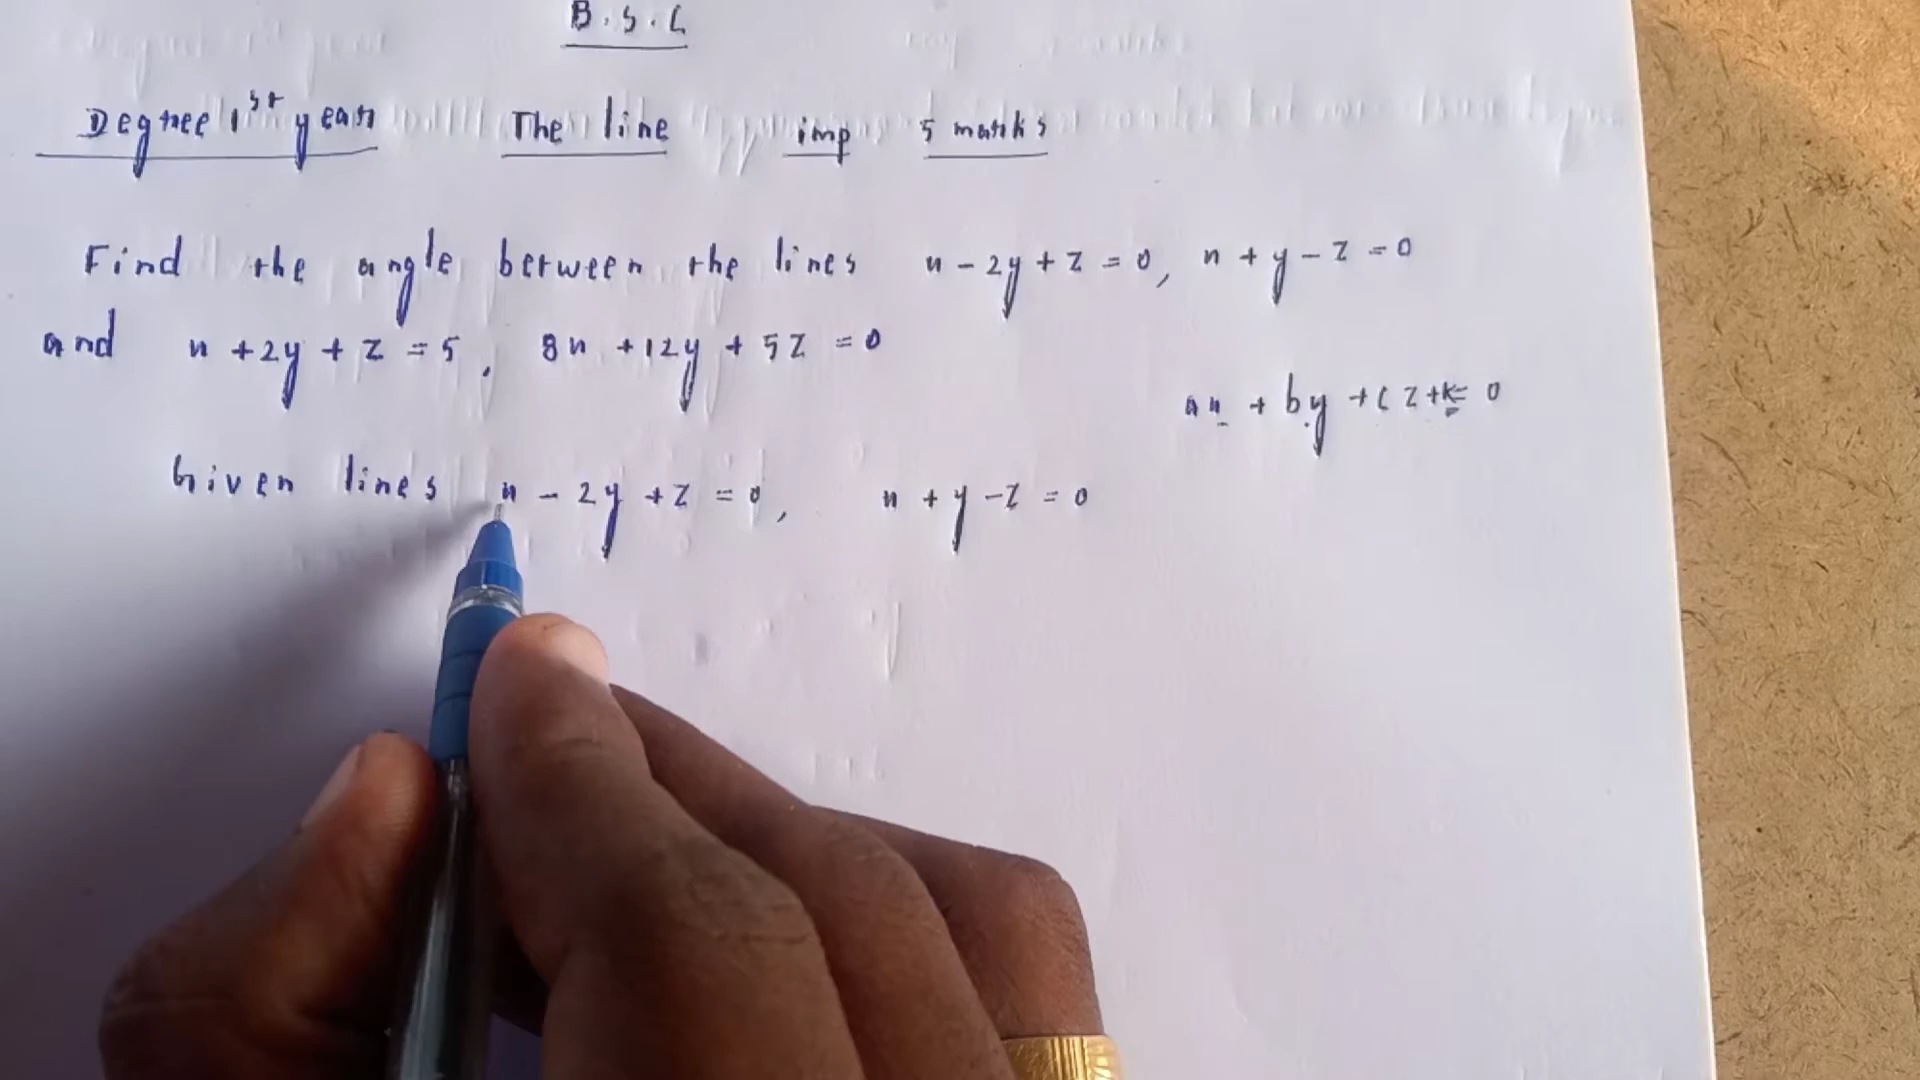 B.S.C
Degree 1st year The line imp 5 marks
Find the angle between the lines x - 2y + z = 0, x + y - z = 0
and x + 2y + z = 5, 8x + 12y + 5z = 0
ax + by + cz + k = 0
Given lines x - 2y + z = 0, x + y - z = 0